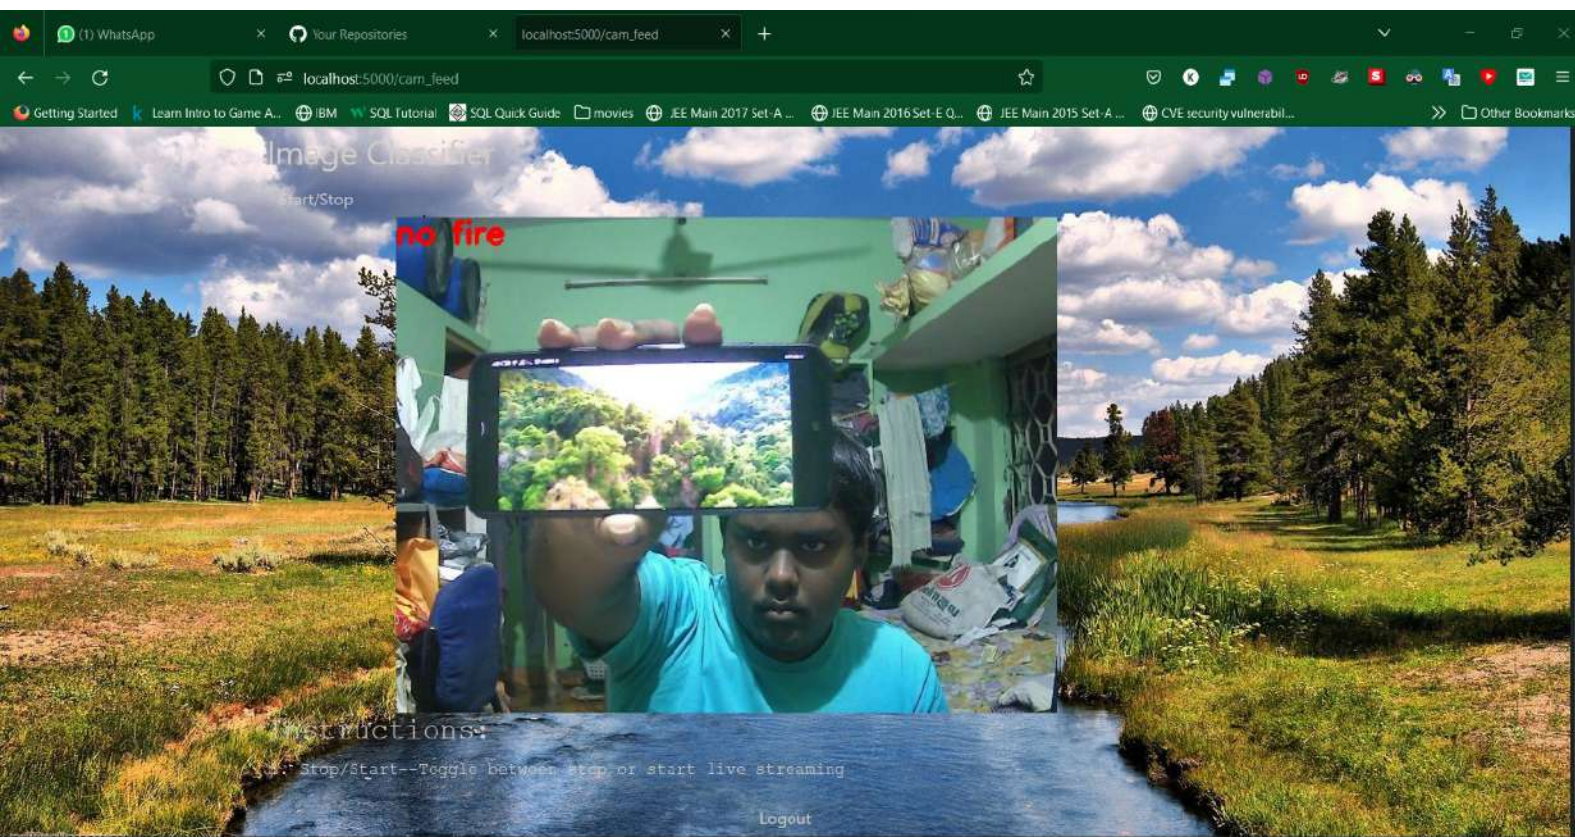 (1) WhatsApp
Your Repositories
localhost:5000/cam_feed
localhost:5000/cam_feed
Getting Started
Learn Intro to Game A...
IBM
SQL Tutorial
SQL Quick Guide
movies
JEE Main 2017 Set-A ...
JEE Main 2016 Set-E Q...
JEE Main 2015 Set-A ...
CVE security vulnerabil...
Other Bookmarks
Image Classifier
Start/Stop
no fire
Instructions:
1. Stop/Start--Toggle between stop or start live streaming
Logout